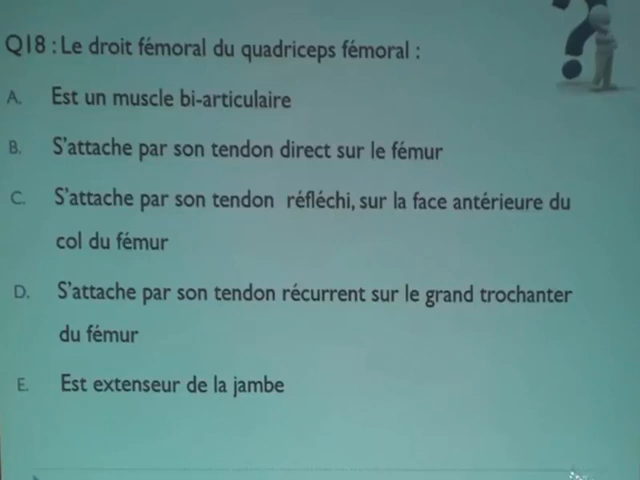 Q18 : Le droit fémoral du quadriceps fémoral :
A. Est un muscle bi-articulaire
B. S'attache par son tendon direct sur le fémur
C. S'attache par son tendon réfléchi, sur la face antérieure du
col du fémur
D. S'attache par son tendon récurrent sur le grand trochanter
du fémur
E. Est extenseur de la jambe